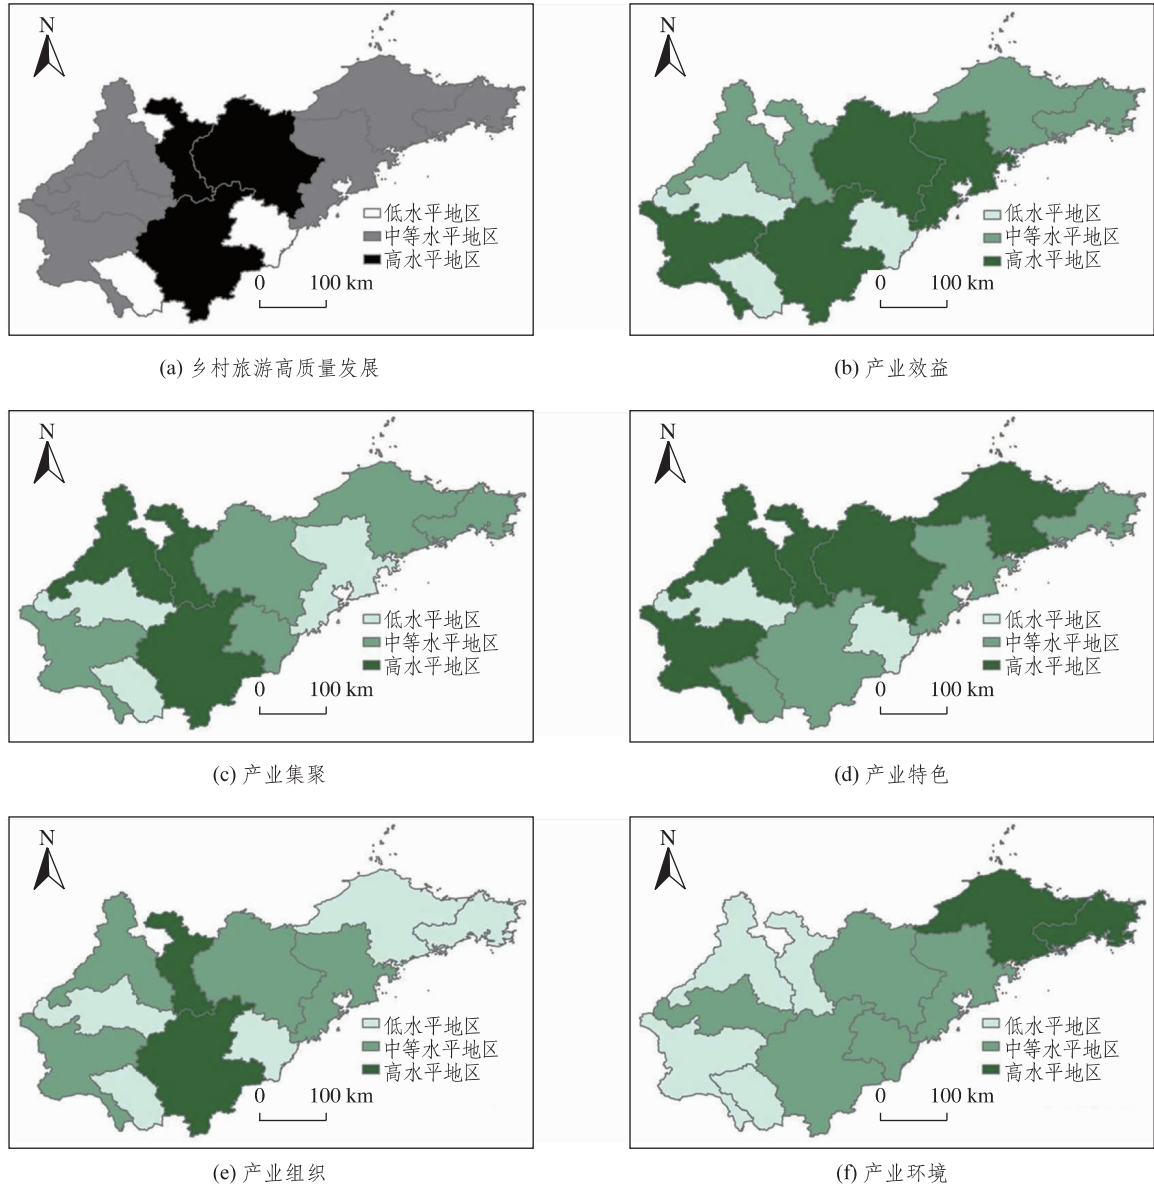 N
低水平地区
中等水平地区
高水平地区
0 100 km
(a) 乡村旅游高质量发展
N
低水平地区
中等水平地区
高水平地区
0 100 km
(b) 产业效益
N
低水平地区
中等水平地区
高水平地区
0 100 km
(c) 产业集聚
N
低水平地区
中等水平地区
高水平地区
0 100 km
(d) 产业特色
N
低水平地区
中等水平地区
高水平地区
0 100 km
(e) 产业组织
N
低水平地区
中等水平地区
高水平地区
0 100 km
(f) 产业环境